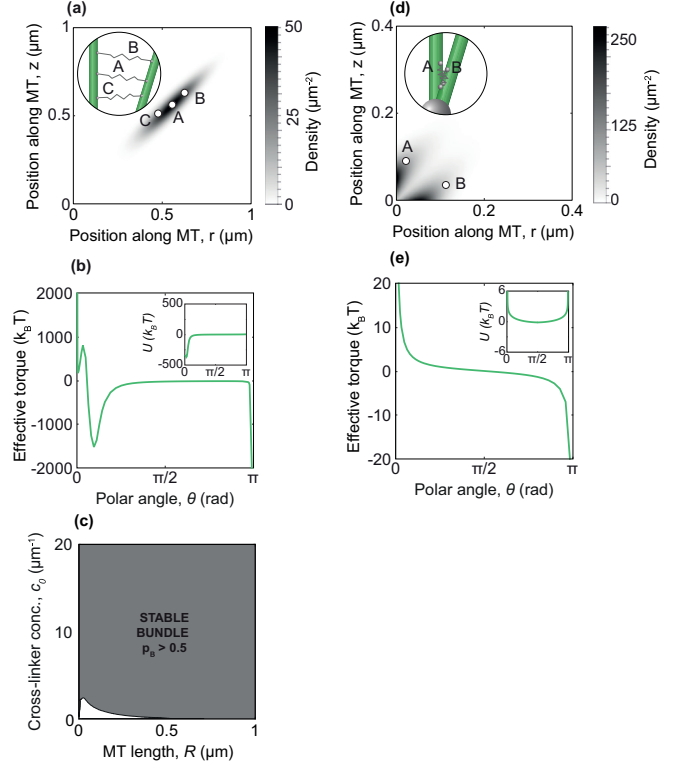 (a)
Position along MT, z (µm)
1
0.5
0
0
0.5
1
Position along MT, r (µm)
B
A
C
B
A
C
50
25
0
Density (µm⁻²)
(d)
Position along MT, z (µm)
0.4
0.2
0
0
0.2
0.4
Position along MT, r (µm)
A
B
A
B
250
125
0
Density (µm⁻²)
(b)
Effective torque (k_BT)
2000
1000
0
-1000
-2000
0
π/2
π
Polar angle, θ (rad)
U (k_BT)
500
0
-500
0
π/2
π
(e)
Effective torque (k_BT)
20
10
0
-10
-20
0
π/2
π
Polar angle, θ (rad)
U (k_BT)
6
0
-6
0
π/2
π
(c)
Cross-linker conc., c₀ (µm⁻¹)
20
10
0
0
0.5
1
MT length, R (µm)
STABLE
BUNDLE
p_B > 0.5